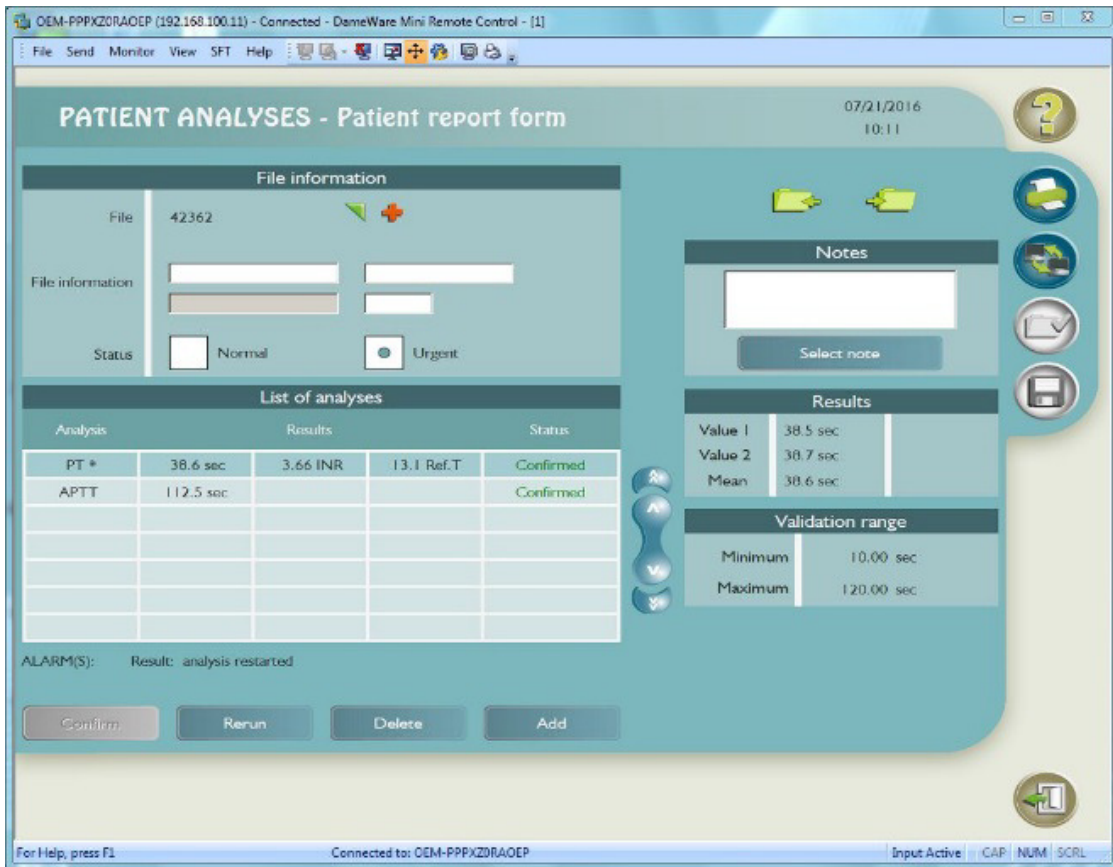 OEM-PPPXZ0RAOEP (192.168.100.11) - Connected - DameWare Mini Remote Control - [1]
File Send Monitor View SFT Help
PATIENT ANALYSES - Patient report form
07/21/2016
10:11
File information
File 42362
File information
Status Normal Urgent
Notes
Select note
List of analyses
Analysis Results Status
PT * 38.6 sec 3.66 INR 13.1 Ref.T Confirmed
APTT 112.5 sec Confirmed
Results
Value 1 38.5 sec
Value 2 38.7 sec
Mean 38.6 sec
Validation range
Minimum 10.00 sec
Maximum 120.00 sec
ALARM(S): Result: analysis restarted
Confirm Rerun Delete Add
For Help, press F1 Connected to: OEM-PPPXZ0RAOEP Input Active CAP NUM SCRL